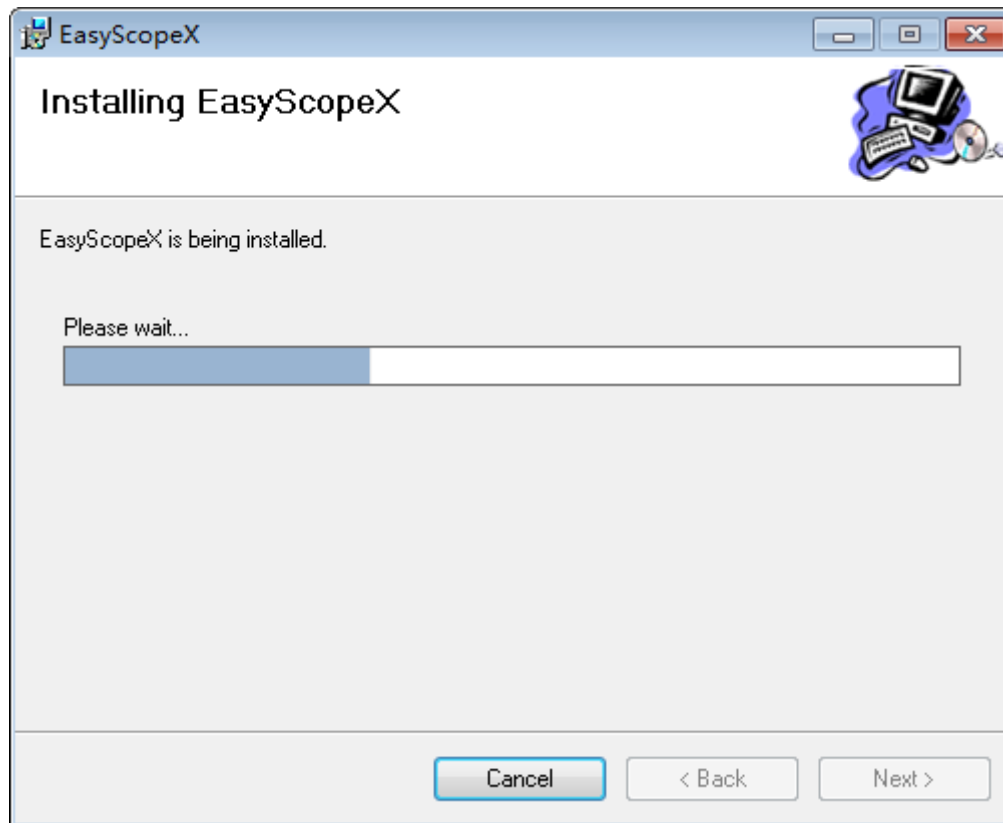 EasyScopeX
Installing EasyScopeX
EasyScopeX is being installed.
Please wait...
Cancel
< Back
Next >